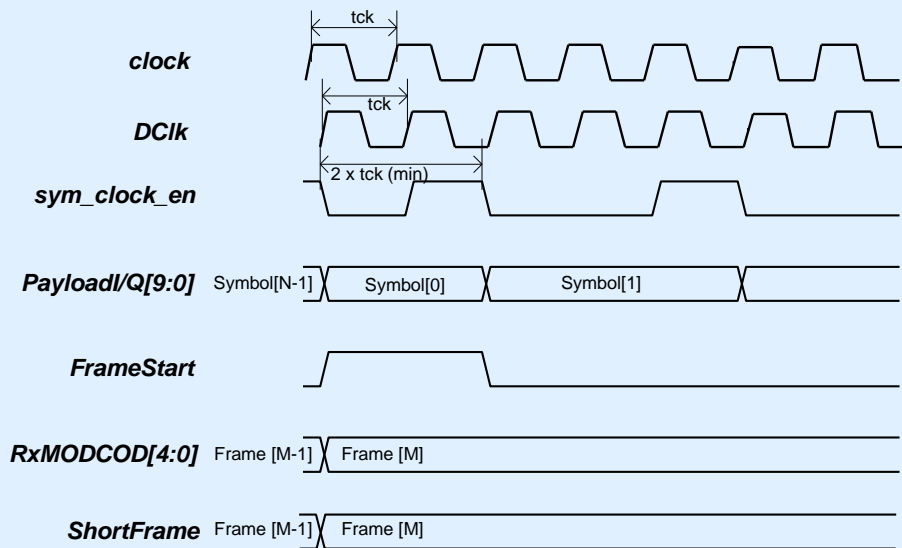 tck
clock
tck
DClk
2 x tck (min)
sym_clock_en
PayloadI/Q[9:0] Symbol[N-1] Symbol[0] Symbol[1]
FrameStart
RxMODCOD[4:0] Frame [M-1] Frame [M]
ShortFrame Frame [M-1] Frame [M]